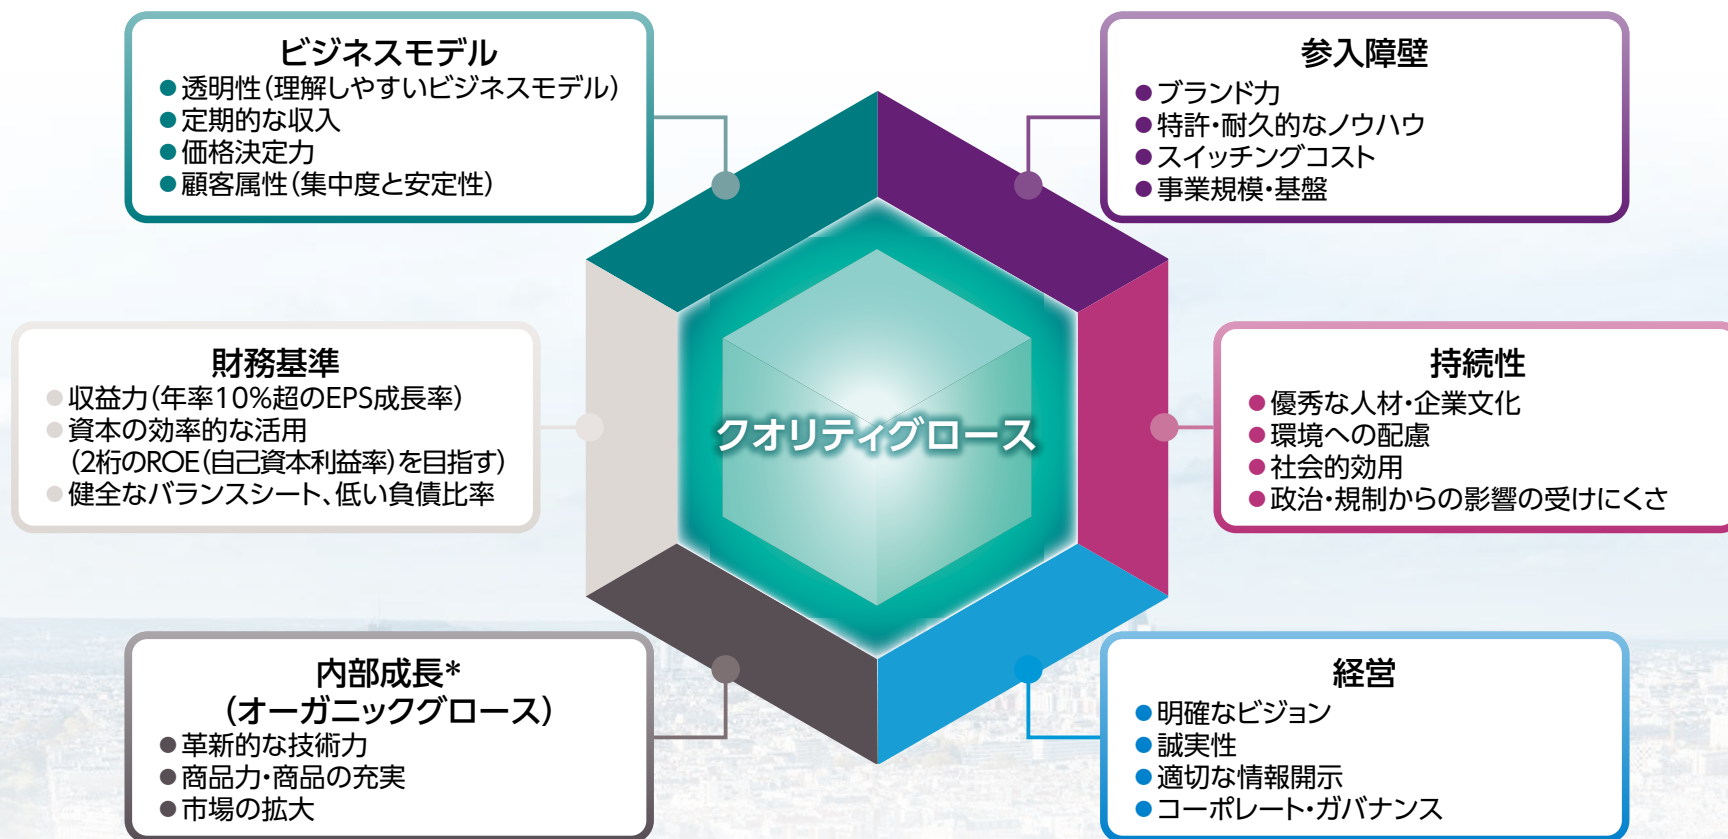 ビジネスモデル
●透明性(理解しやすいビジネスモデル)
●定期的な収入
●価格決定力
●顧客属性(集中度と安定性)
参入障壁
●ブランド力
●特許・耐久的なノウハウ
●スイッチングコスト
●事業規模・基盤
財務基準
●収益力(年率10%超のEPS成長率)
●資本の効率的な活用
(2桁のROE(自己資本利益率)を目指す)
●健全なバランスシート、低い負債比率
クオリティグロース
持続性
●優秀な人材・企業文化
●環境への配慮
●社会的効用
●政治・規制からの影響の受けにくさ
内部成長*
(オーガニックグロース)
●革新的な技術力
●商品力・商品の充実
●市場の拡大
経営
●明確なビジョン
●誠実性
●適切な情報開示
●コーポレート・ガバナンス